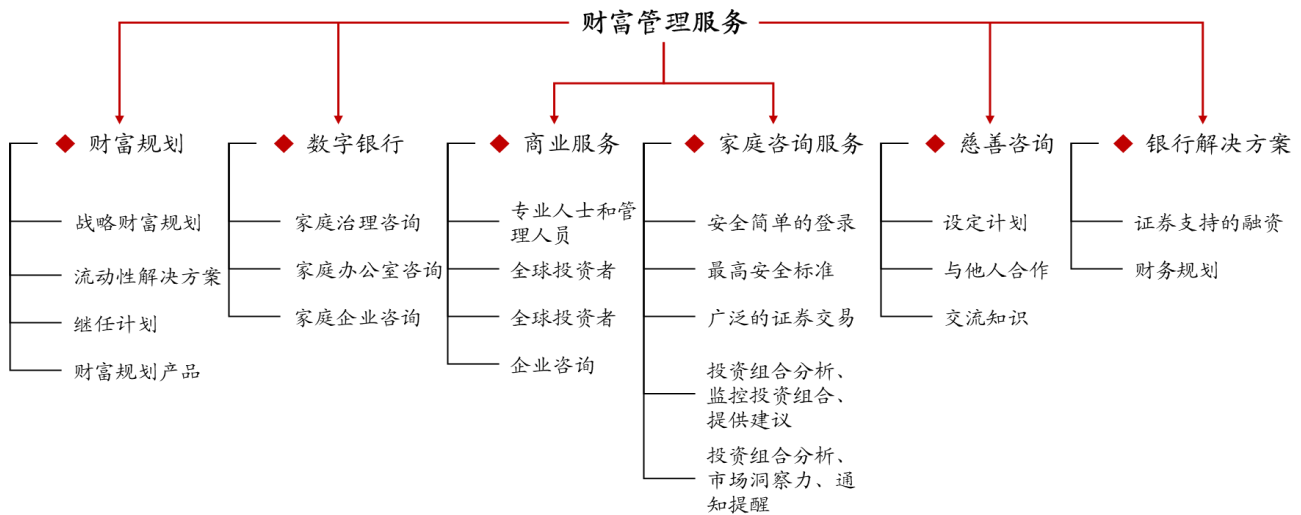 财富管理服务
财富规划
战略财富规划
流动性解决方案
继任计划
财富规划产品
数字银行
家庭治理咨询
家庭办公室咨询
家庭企业咨询
商业服务
专业人士和管
理人员
全球投资者
全球投资者
企业咨询
家庭咨询服务
安全简单的登录
最高安全标准
广泛的证券交易
投资组合分析、
监控投资组合、
提供建议
投资组合分析、
市场洞察力、通
知提醒
慈善咨询
设定计划
与他人合作
交流知识
银行解决方案
证券支持的融资
财务规划